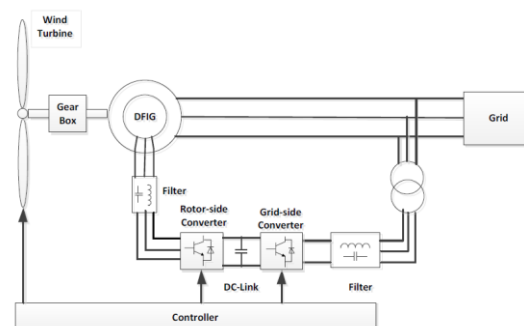 Wind
Turbine
Gear
Box
DFIG
Grid
Filter
Rotor-side
Converter
Grid-side
Converter
DC-Link
Filter
Controller